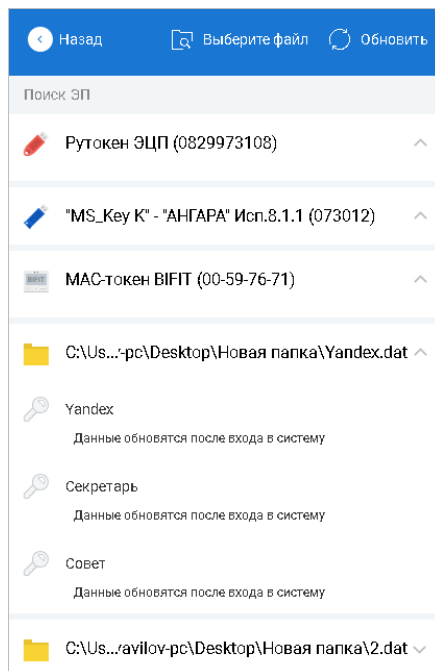 Назад
Выберите файл
Обновить
Поиск ЭП
Рутокен ЭЦП (0829973108)
"MS_Key K" - "АНГАРА" Исп.8.1.1 (073012)
BIFIT
MAC-токен BIFIT (00-59-76-71)
C:\Us...r-pc\Desktop\Новая папка\Yandex.dat
Yandex
Данные обновятся после входа в систему
Секретарь
Данные обновятся после входа в систему
Совет
Данные обновятся после входа в систему
C:\Us...avilov-pc\Desktop\Новая папка\2.dat